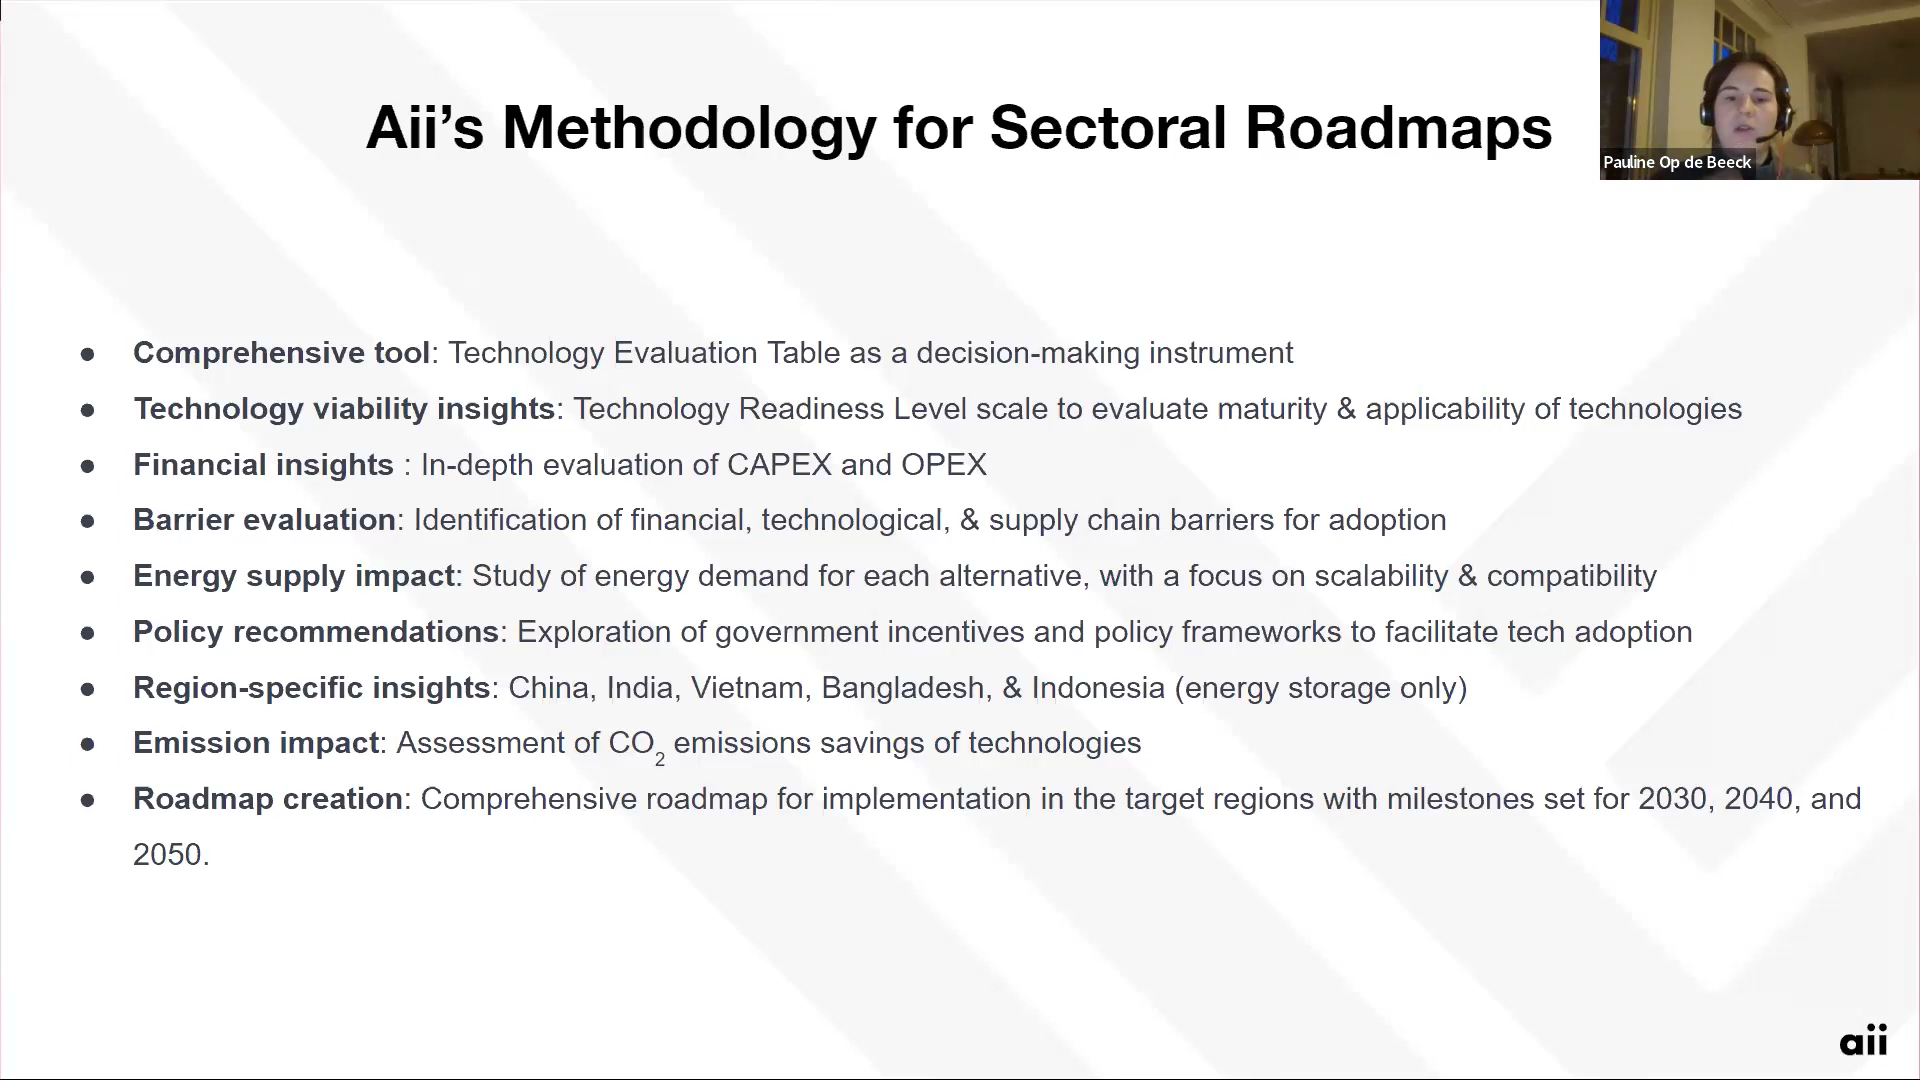 Aii’s Methodology for Sectoral Roadmaps
Pauline Op de Beeck
● Comprehensive tool: Technology Evaluation Table as a decision-making instrument
● Technology viability insights: Technology Readiness Level scale to evaluate maturity & applicability of technologies
● Financial insights : In-depth evaluation of CAPEX and OPEX
● Barrier evaluation: Identification of financial, technological, & supply chain barriers for adoption
● Energy supply impact: Study of energy demand for each alternative, with a focus on scalability & compatibility
● Policy recommendations: Exploration of government incentives and policy frameworks to facilitate tech adoption
● Region-specific insights: China, India, Vietnam, Bangladesh, & Indonesia (energy storage only)
● Emission impact: Assessment of CO₂ emissions savings of technologies
● Roadmap creation: Comprehensive roadmap for implementation in the target regions with milestones set for 2030, 2040, and
2050.
aii